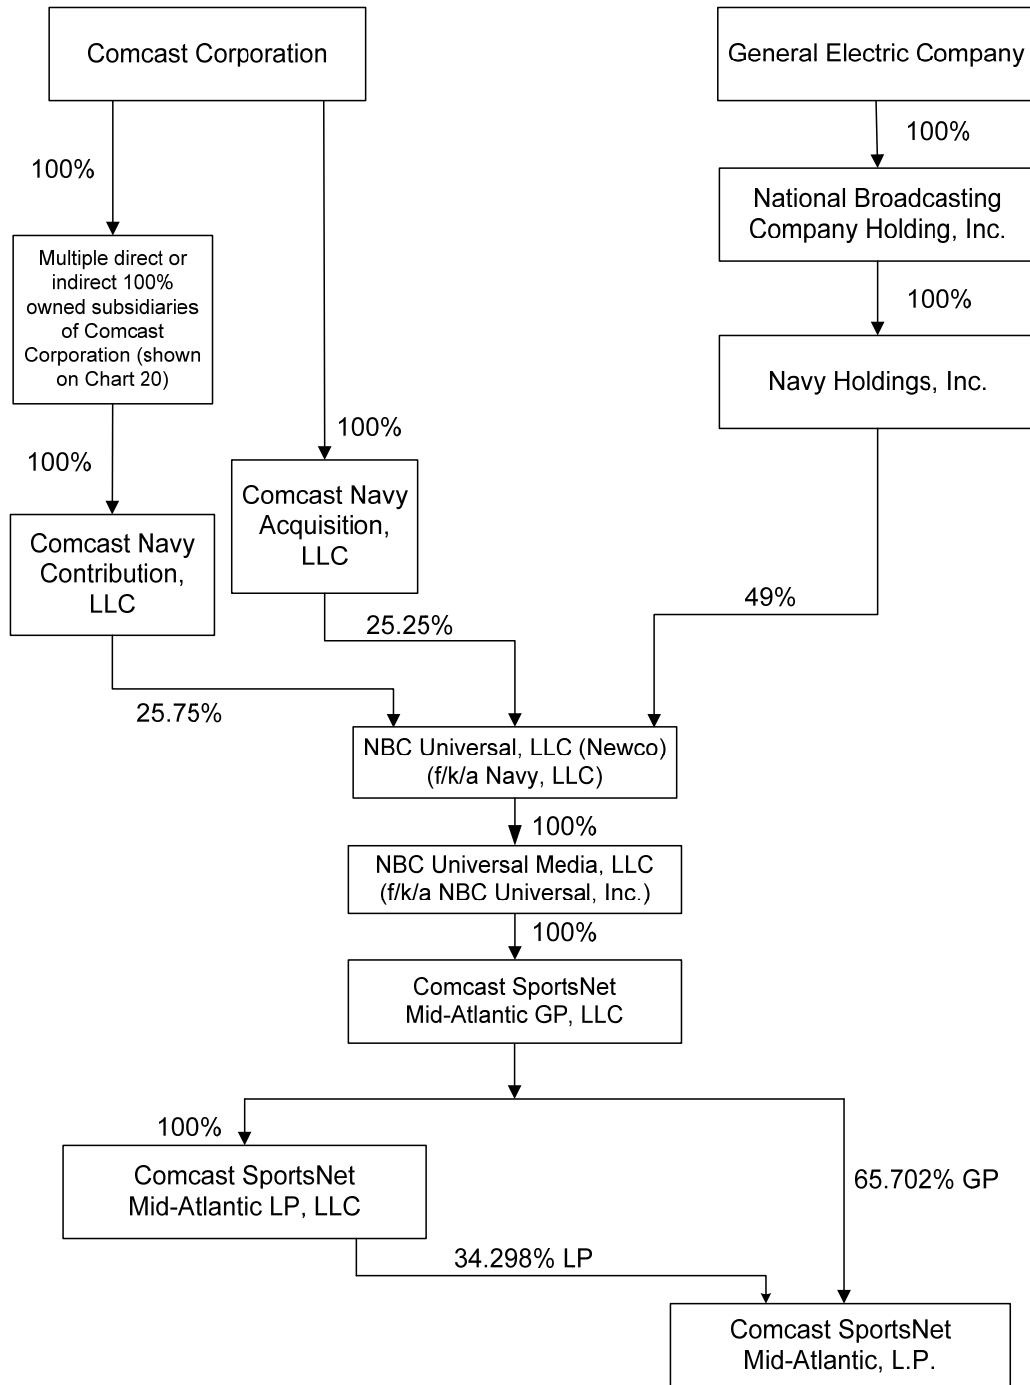 Comcast Corporation
General Electric Company
100%
100%
National Broadcasting
Company Holding, Inc.
Multiple direct or
indirect 100%
owned subsidiaries
of Comcast
Corporation (shown
on Chart 20)
100%
Navy Holdings, Inc.
100%
100%
Comcast Navy
Acquisition,
LLC
Comcast Navy
Contribution,
LLC
49%
25.25%
25.75%
NBC Universal, LLC (Newco)
(f/k/a Navy, LLC)
100%
NBC Universal Media, LLC
(f/k/a NBC Universal, Inc.)
100%
Comcast SportsNet
Mid-Atlantic GP, LLC
100%
Comcast SportsNet
Mid-Atlantic LP, LLC
65.702% GP
34.298% LP
Comcast SportsNet
Mid-Atlantic, L.P.